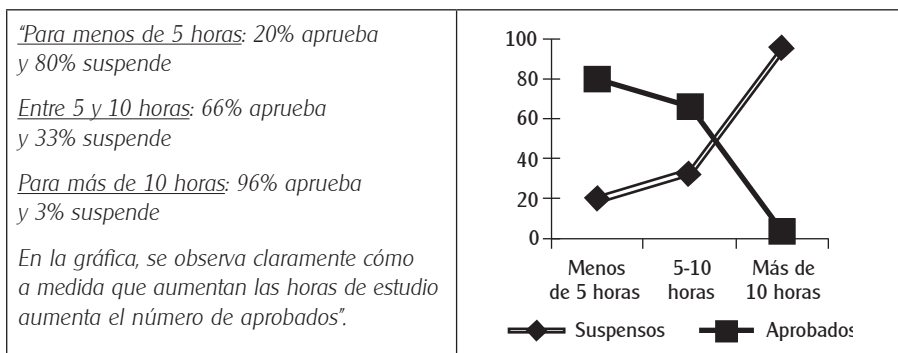 “Para menos de 5 horas: 20% aprueba
y 80% suspende
Entre 5 y 10 horas: 66% aprueba
y 33% suspende
Para más de 10 horas: 96% aprueba
y 3% suspende
En la gráfica, se observa claramente cómo
a medida que aumentan las horas de estudio
aumenta el número de aprobados”.
100
80
60
40
20
0
Menos
de 5 horas
5-10
horas
Más de
10 horas
Suspensos
Aprobados